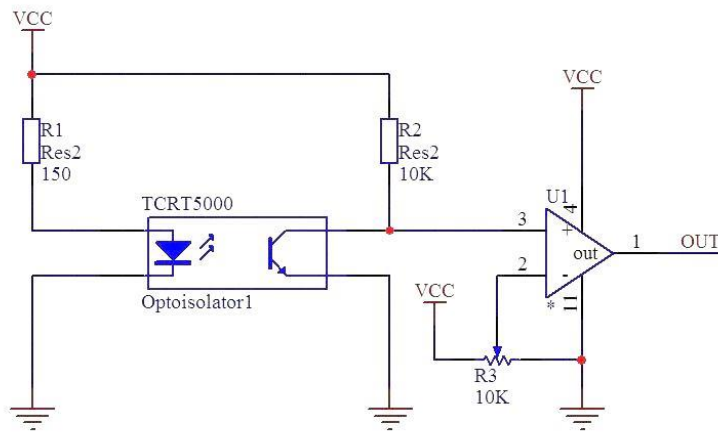 VCC
R1
Res2
150
R2
Res2
10K
VCC
TCRT5000
Optoisolator1
U1
3
2
4
+
-
out
1
OUT
11
*
VCC
R3
10K